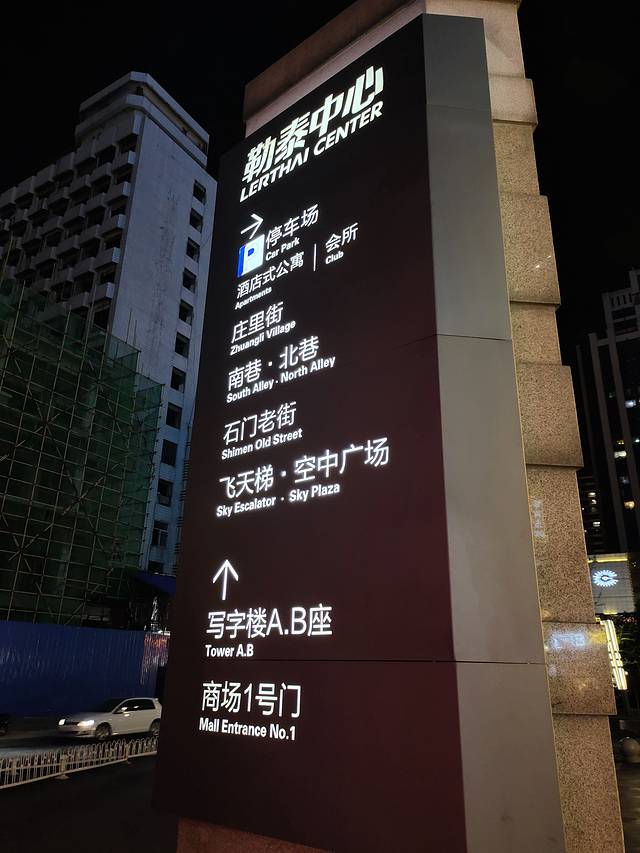 勒泰中心
LERTHAI CENTER
P 停车场
Car Park
酒店式公寓 | 会所
Apartments Club
庄里街
Zhuangli Village
南巷·北巷
South Alley·North Alley
石门老街
Shimen Old Street
飞天梯·空中广场
Sky Escalator·Sky Plaza
写字楼A.B座
Tower A.B
商场1号门
Mall Entrance No.1